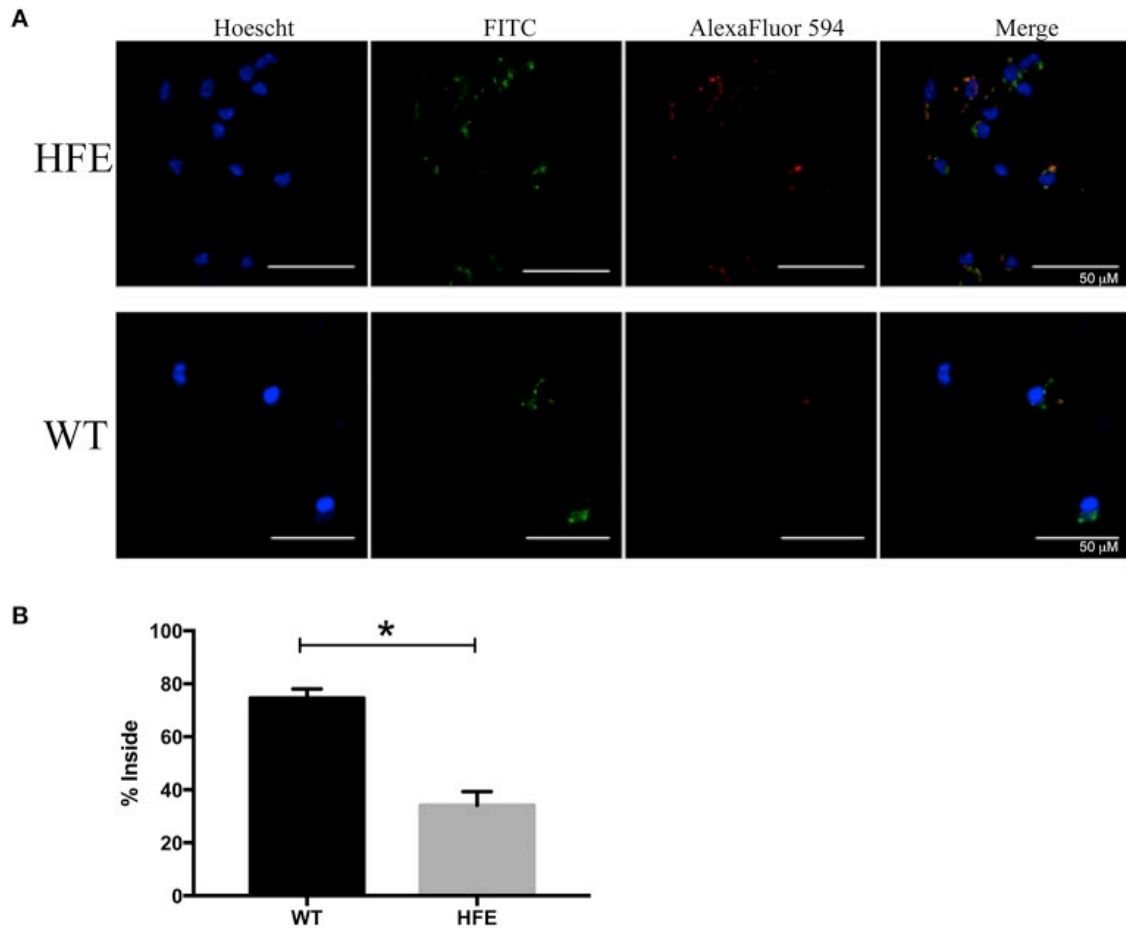 A
Hoescht FITC AlexaFluor 594 Merge
HFE
50 μM
WT
50 μM
B
100
80
60
40
20
0
% Inside
*
WT HFE